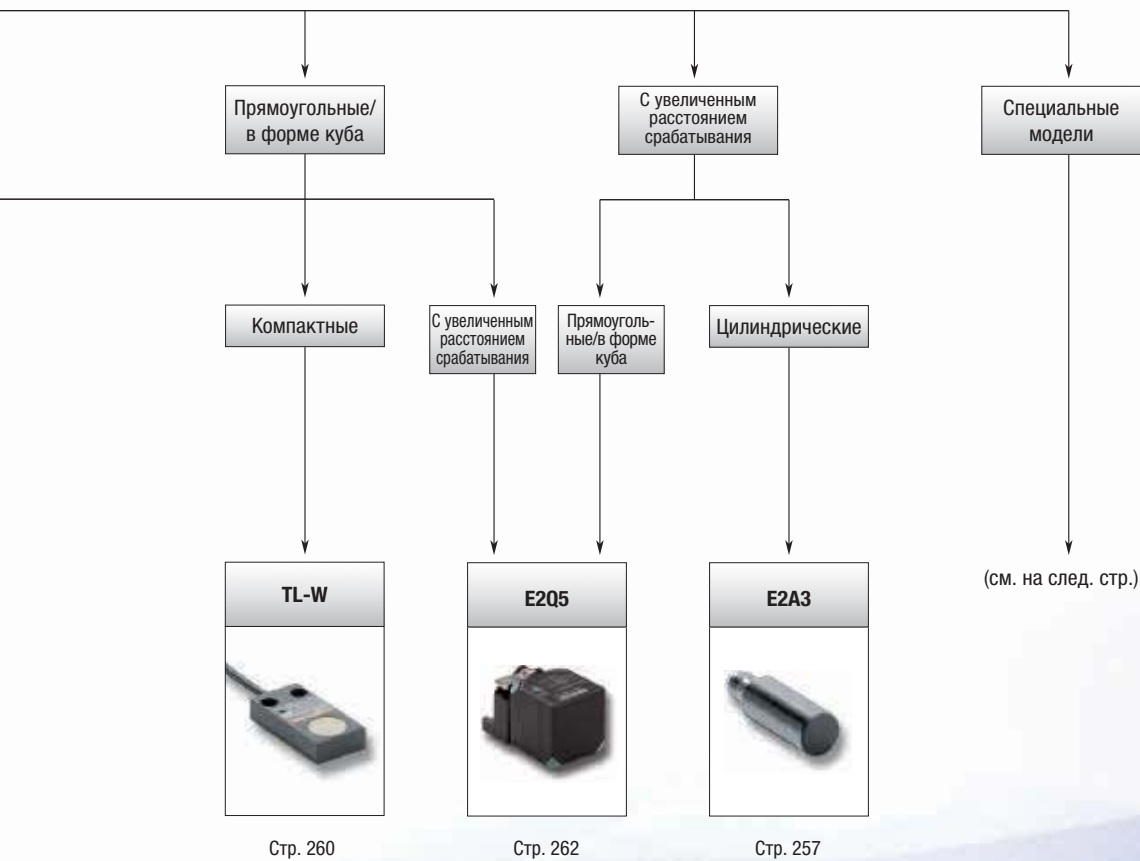 Прямоугольные/
в форме куба
С увеличенным
расстоянием
срабатывания
Специальные
модели
Компактные
С увеличенным
расстоянием
срабатывания
Прямоуголь-
ные/в форме
куба
Цилиндрические
TL-W
E2Q5
E2A3
(см. на след. стр.)
Стр. 260
Стр. 262
Стр. 257